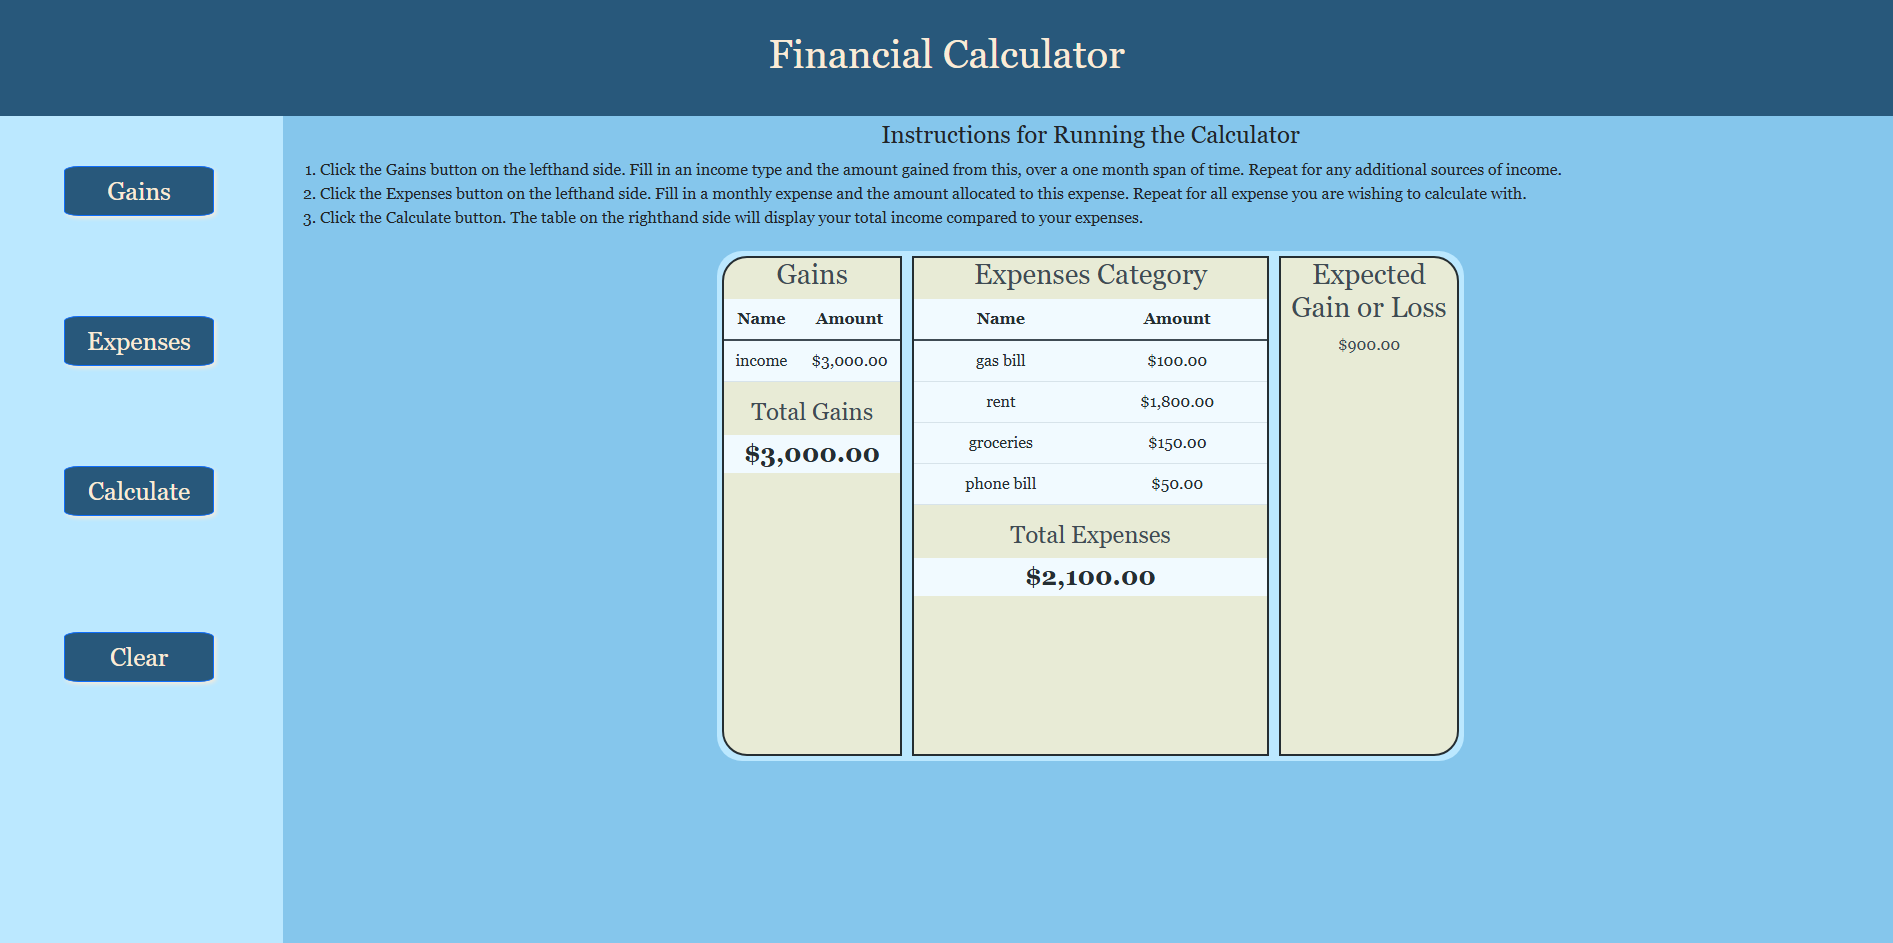 Financial Calculator
Gains
Expenses
Calculate
Clear
Instructions for Running the Calculator
1. Click the Gains button on the lefthand side. Fill in an income type and the amount gained from this, over a one month span of time. Repeat for any additional sources of income.
2. Click the Expenses button on the lefthand side. Fill in a monthly expense and the amount allocated to this expense. Repeat for all expense you are wishing to calculate with.
3. Click the Calculate button. The table on the righthand side will display your total income compared to your expenses.
Gains
Name Amount
income $3,000.00
Total Gains
$3,000.00
Expenses Category
Name Amount
gas bill $100.00
rent $1,800.00
groceries $150.00
phone bill $50.00
Total Expenses
$2,100.00
Expected
Gain or Loss
$900.00